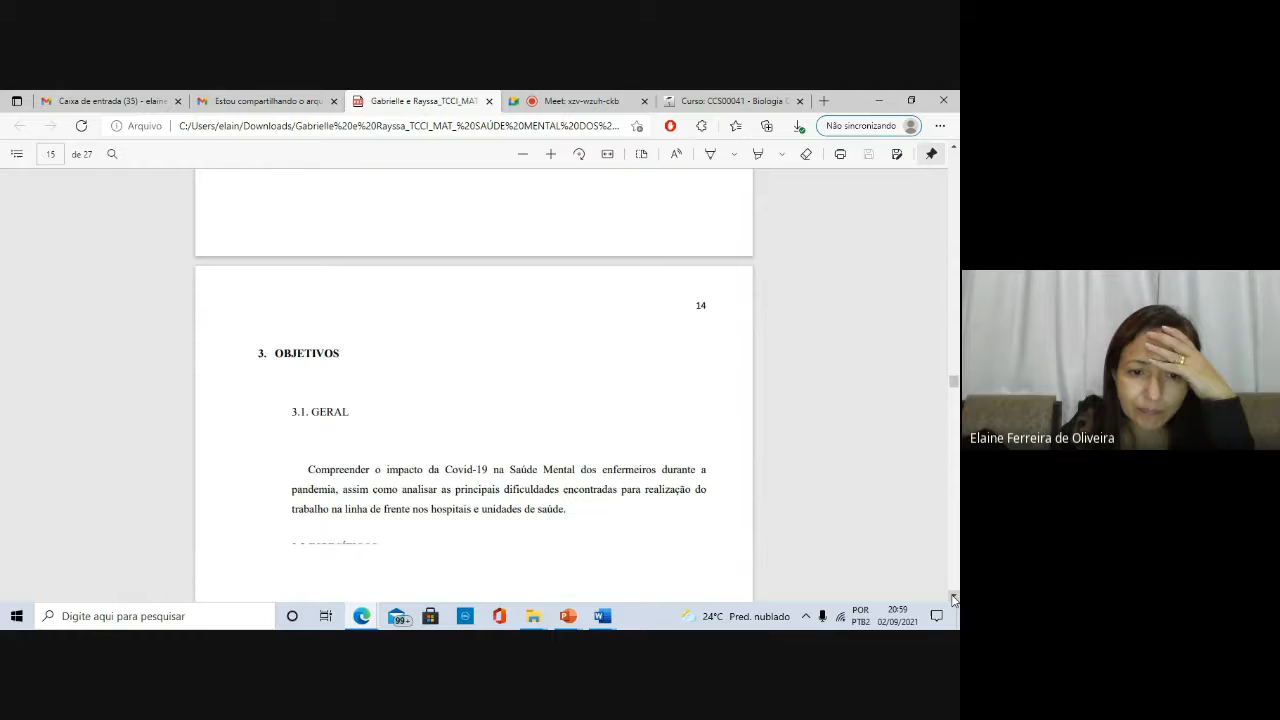 Caixa de entrada (35) - elaine
Estou compartilhando o arqu
Gabrielle e Rayssa_TCCI_MAT_
Meet: xzv-wzuh-ckb
Curso: CCS00041 - Biologia
Arquivo
C:/Users/elain/Downloads/Gabrielle%20e%20Rayssa_TCCI_MAT_%20SAÚDE%20MENTAL%20DOS%2...
Não sincronizando
15 de 27
14
3. OBJETIVOS
3.1. GERAL
Compreender o impacto da Covid-19 na Saúde Mental dos enfermeiros durante a
pandemia, assim como analisar as principais dificuldades encontradas para realização do
trabalho na linha de frente nos hospitais e unidades de saúde.
Elaine Ferreira de Oliveira
Digite aqui para pesquisar
99+
24°C Pred. nublado
POR
PTB2
20:59
02/09/2021